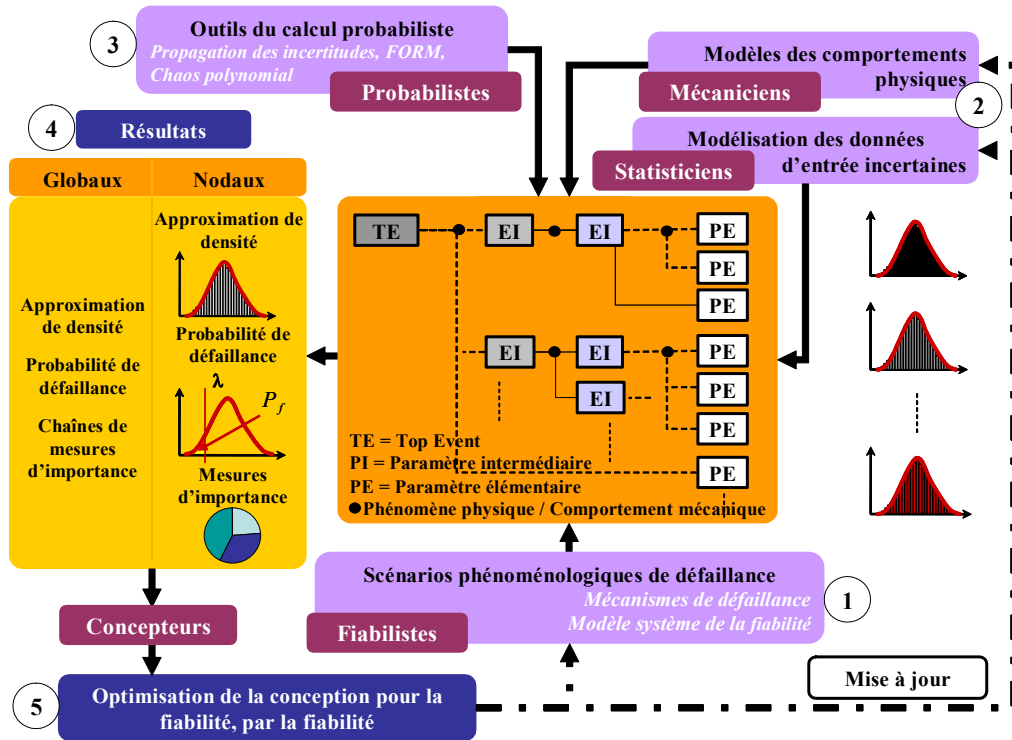 3
Outils du calcul probabiliste
Propagation des incertitudes, FORM,
Chaos polynomial
Probabilistes
Modèles des comportements
physiques
Mécaniciens
2
Modélisation des données
d'entrée incertaines
Statisticiens
4
Résultats
Globaux
Nodaux
Approximation
de densité
Probabilité de
défaillance
Chaînes de
mesures
d'importance
Approximation de
densité
Probabilité de
défaillance
λ
P_f
Mesures
d'importance
TE
EI
EI
PE
PE
PE
EI
EI
PE
EI
PE
PE
PE
TE = Top Event
PI = Paramètre intermédiaire
PE = Paramètre élémentaire
Phénomène physique / Comportement mécanique
Scénarios phénoménologiques de défaillance
Mécanismes de défaillance
Modèle système de la fiabilité
1
Fiabilistes
Concepteurs
5
Optimisation de la conception pour la
fiabilité, par la fiabilité
Mise à jour